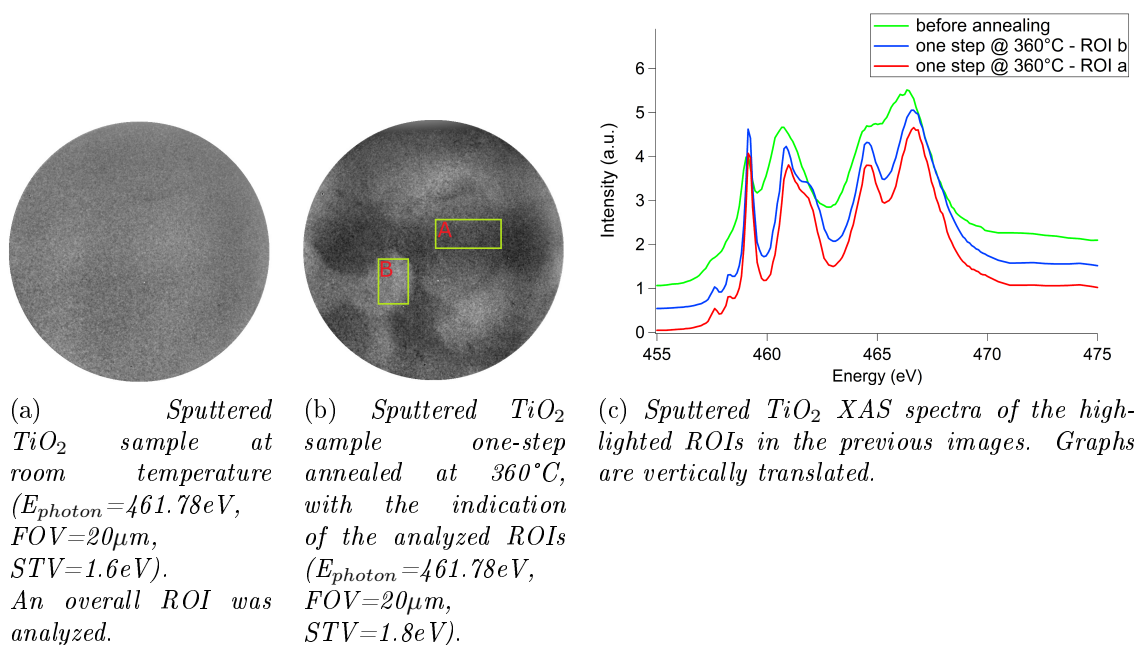 before annealing
one step @ 360°C - ROI b
one step @ 360°C - ROI a
6
5
4
3
2
1
0
Intensity (a.u.)
455
460
465
470
475
Energy (eV)
A
B
(a) Sputtered
TiO₂ sample at
room temperature
(E_photon=461.78eV,
FOV=20µm,
STV=1.6eV).
An overall ROI was
analyzed.
(b) Sputtered TiO₂
sample one-step
annealed at 360°C,
with the indication
of the analyzed ROIs
(E_photon=461.78eV,
FOV=20µm,
STV=1.8eV).
(c) Sputtered TiO₂ XAS spectra of the high-
lighted ROIs in the previous images. Graphs
are vertically translated.